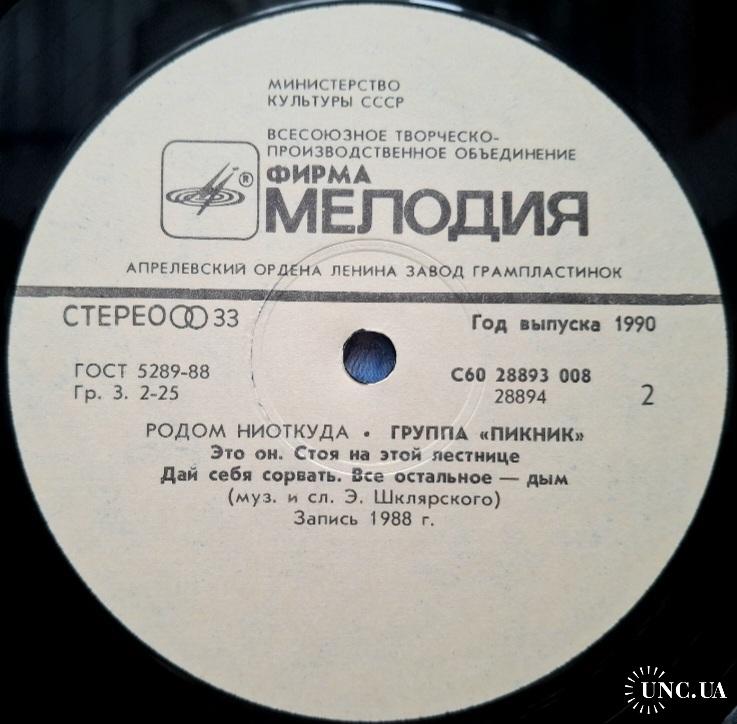 МИНИСТЕРСТВО
КУЛЬТУРЫ СССР
ВСЕСОЮЗНОЕ ТВОРЧЕСКО-
ПРОИЗВОДСТВЕННОЕ ОБЪЕДИНЕНИЕ
®
ФИРМА
МЕЛОДИЯ
АПРЕЛЕВСКИЙ ОРДЕНА ЛЕНИНА ЗАВОД ГРАМПЛАСТИНОК
СТЕРЕО 33
Год выпуска 1990
ГОСТ 5289-88
Гр. 3. 2-25
С60 28893 008
28894
2
РОДОМ НИОТКУДА • ГРУППА «ПИКНИК»
Это он. Стоя на этой лестнице
Дай себя сорвать. Все остальное — дым
(муз. и сл. Э. Шклярского)
Запись 1988 г.
UNC.UA